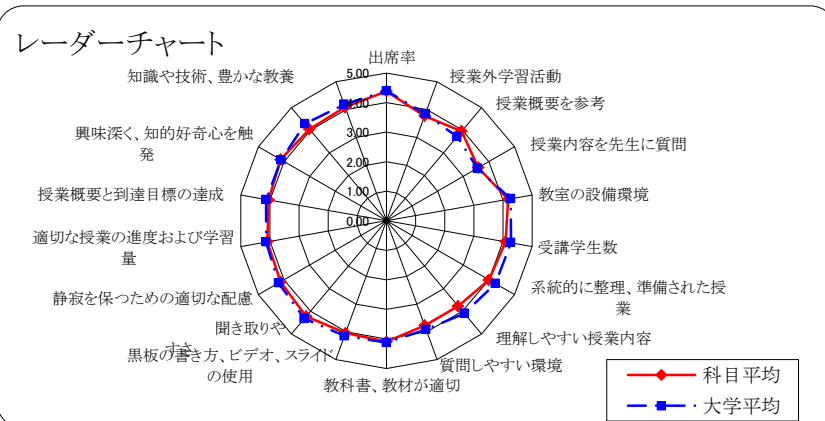 レーダーチャート
出席率
授業外学習活動
授業概要を参考
授業内容を先生に質問
教室の設備環境
受講学生数
系統的に整理、準備された授
業
理解しやすい授業内容
質問しやすい環境
教科書、教材が適切
黒板の書き方、ビデオ、スライド
の使用
聞き取りや
すさ
静寂を保つための適切な配慮
適切な授業の進度および学習
量
授業概要と到達目標の達成
興味深く、知的好奇心を触
発
知識や技術、豊かな教養
5.00
4.00
3.00
2.00
1.00
0.00
科目平均
大学平均